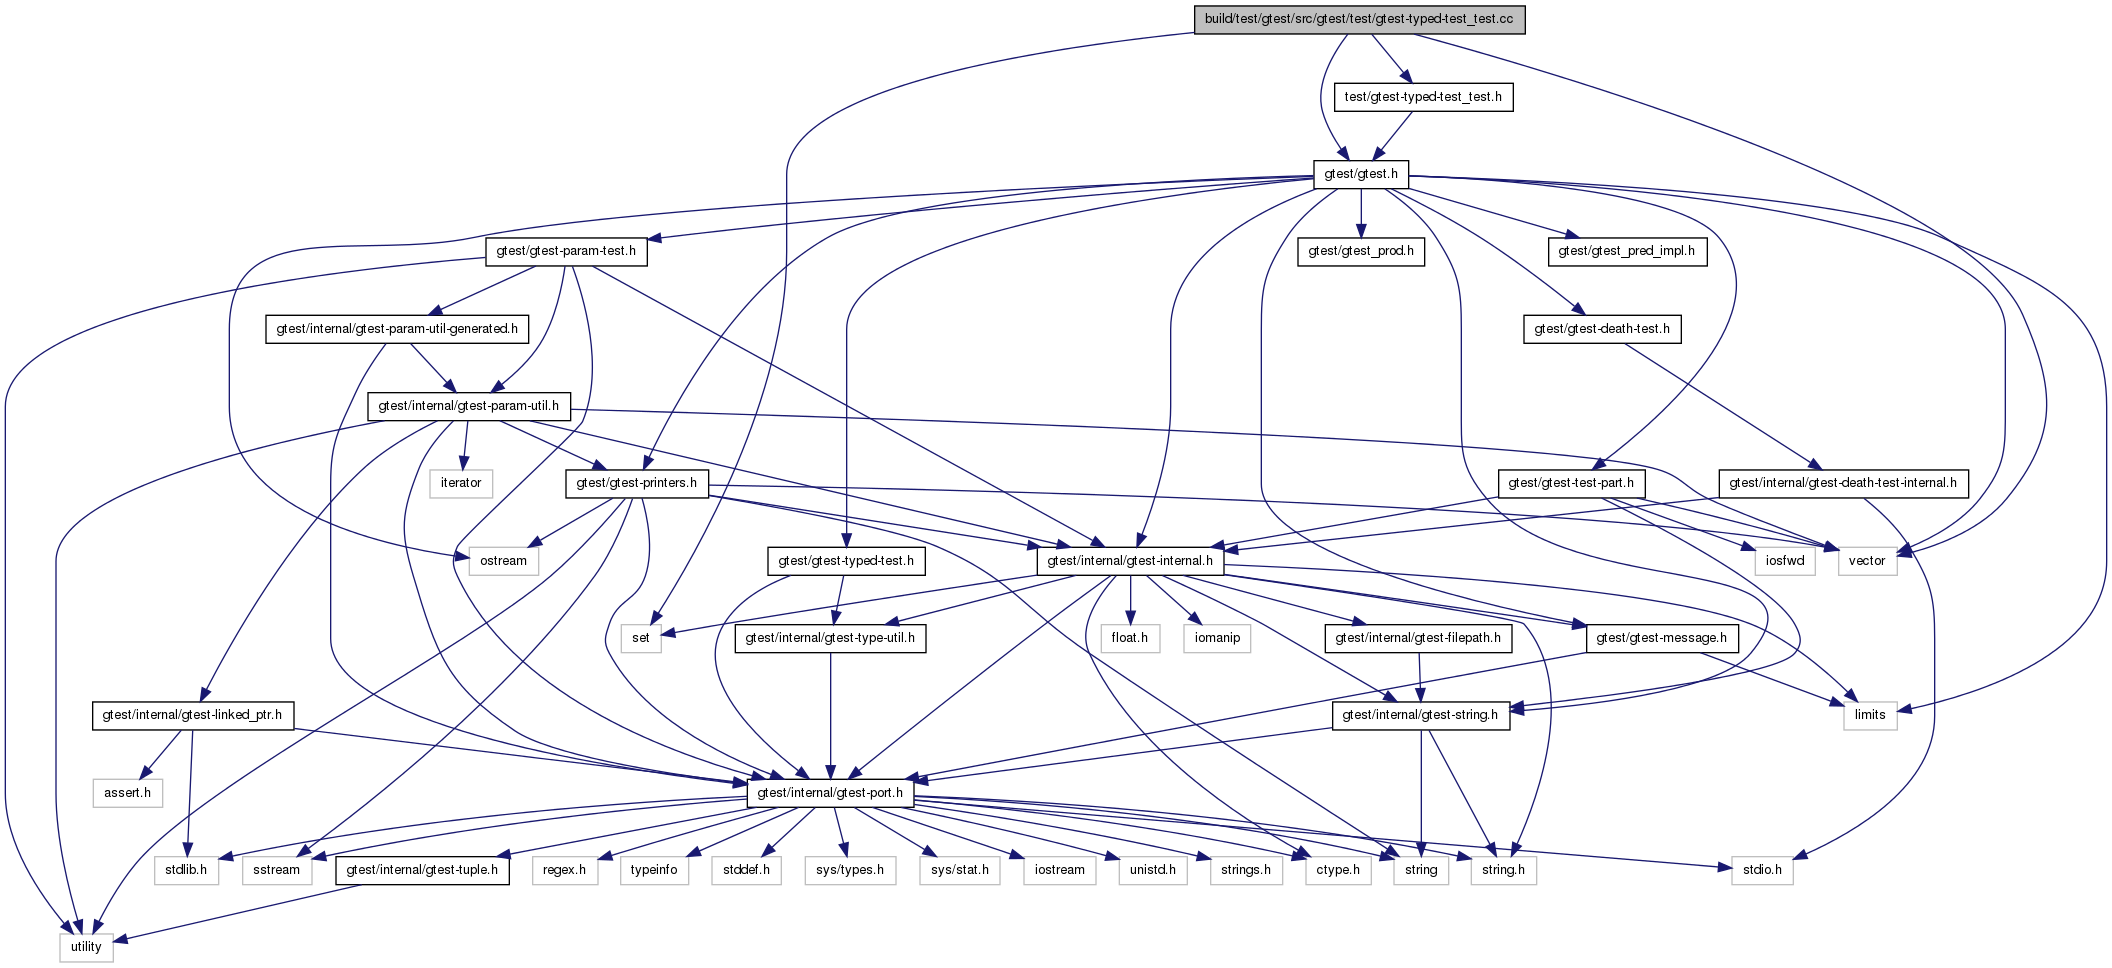 build/test/gtest/src/gtest/test/gtest-typed-test_test.cc
test/gtest-typed-test_test.h
gtest/gtest.h
gtest/gtest-param-test.h
gtest/gtest_prod.h
gtest/gtest_pred_impl.h
gtest/internal/gtest-param-util-generated.h
gtest/gtest-death-test.h
gtest/internal/gtest-param-util.h
iterator
gtest/gtest-printers.h
gtest/gtest-test-part.h
gtest/internal/gtest-death-test-internal.h
ostream
gtest/gtest-typed-test.h
gtest/internal/gtest-internal.h
iosfwd
vector
set
gtest/internal/gtest-type-util.h
float.h
iomanip
gtest/internal/gtest-filepath.h
gtest/gtest-message.h
gtest/internal/gtest-linked_ptr.h
gtest/internal/gtest-string.h
limits
assert.h
gtest/internal/gtest-port.h
stdlib.h
sstream
gtest/internal/gtest-tuple.h
regex.h
typeinfo
stddef.h
sys/types.h
sys/stat.h
iostream
unistd.h
strings.h
ctype.h
string
string.h
stdio.h
utility